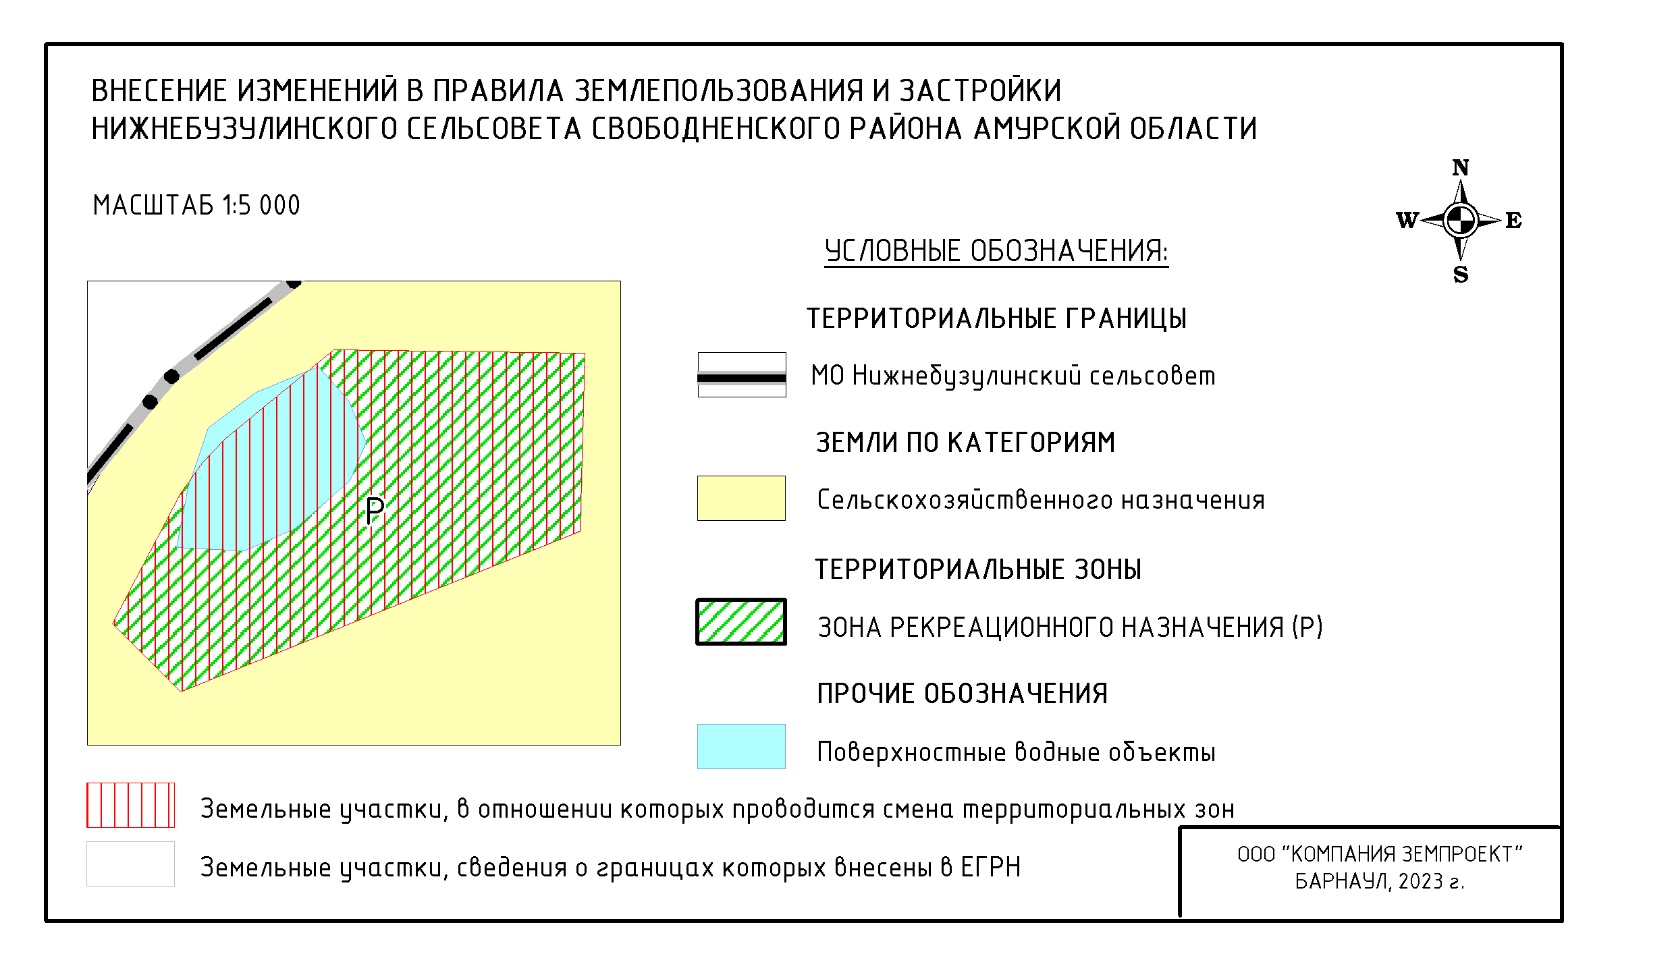 ВНЕСЕНИЕ ИЗМЕНЕНИЙ В ПРАВИЛА ЗЕМЛЕПОЛЬЗОВАНИЯ И ЗАСТРОЙКИ
НИЖНЕБУЗУЛИНСКОГО СЕЛЬСОВЕТА СВОБОДНЕНСКОГО РАЙОНА АМУРСКОЙ ОБЛАСТИ
МАСШТАБ 1:5 000
N
W E
S
УСЛОВНЫЕ ОБОЗНАЧЕНИЯ:
ТЕРРИТОРИАЛЬНЫЕ ГРАНИЦЫ
МО Нижнебузулинский сельсовет
ЗЕМЛИ ПО КАТЕГОРИЯМ
Сельскохозяйственного назначения
Р
ТЕРРИТОРИАЛЬНЫЕ ЗОНЫ
ЗОНА РЕКРЕАЦИОННОГО НАЗНАЧЕНИЯ (Р)
ПРОЧИЕ ОБОЗНАЧЕНИЯ
Поверхностные водные объекты
Земельные участки, в отношении которых проводится смена территориальных зон
Земельные участки, сведения о границах которых внесены в ЕГРН
ООО "КОМПАНИЯ ЗЕМПРОЕКТ"
БАРНАУЛ, 2023 г.